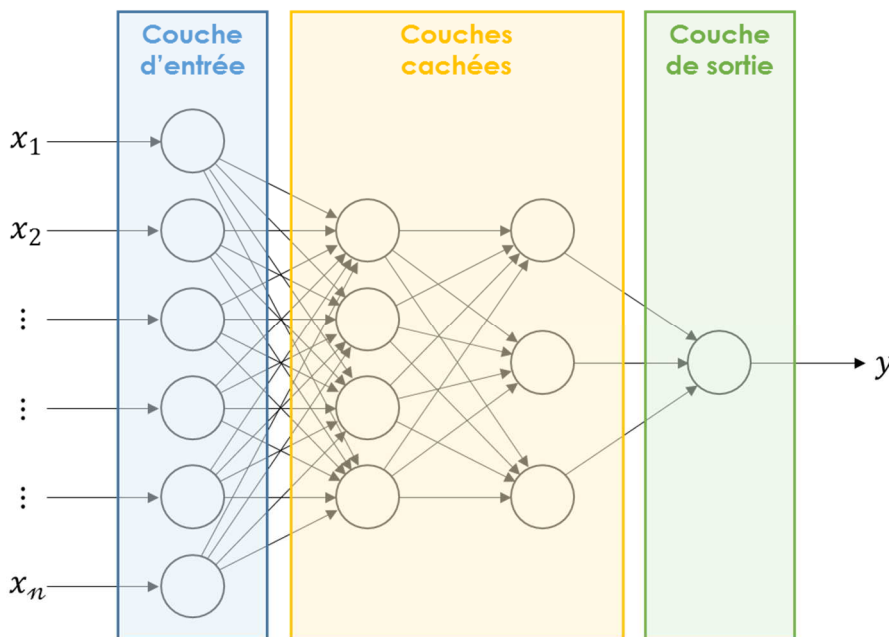 Couche
d'entrée
Couches
cachées
Couche
de sortie
x1
x2
⋮
⋮
⋮
xn
y